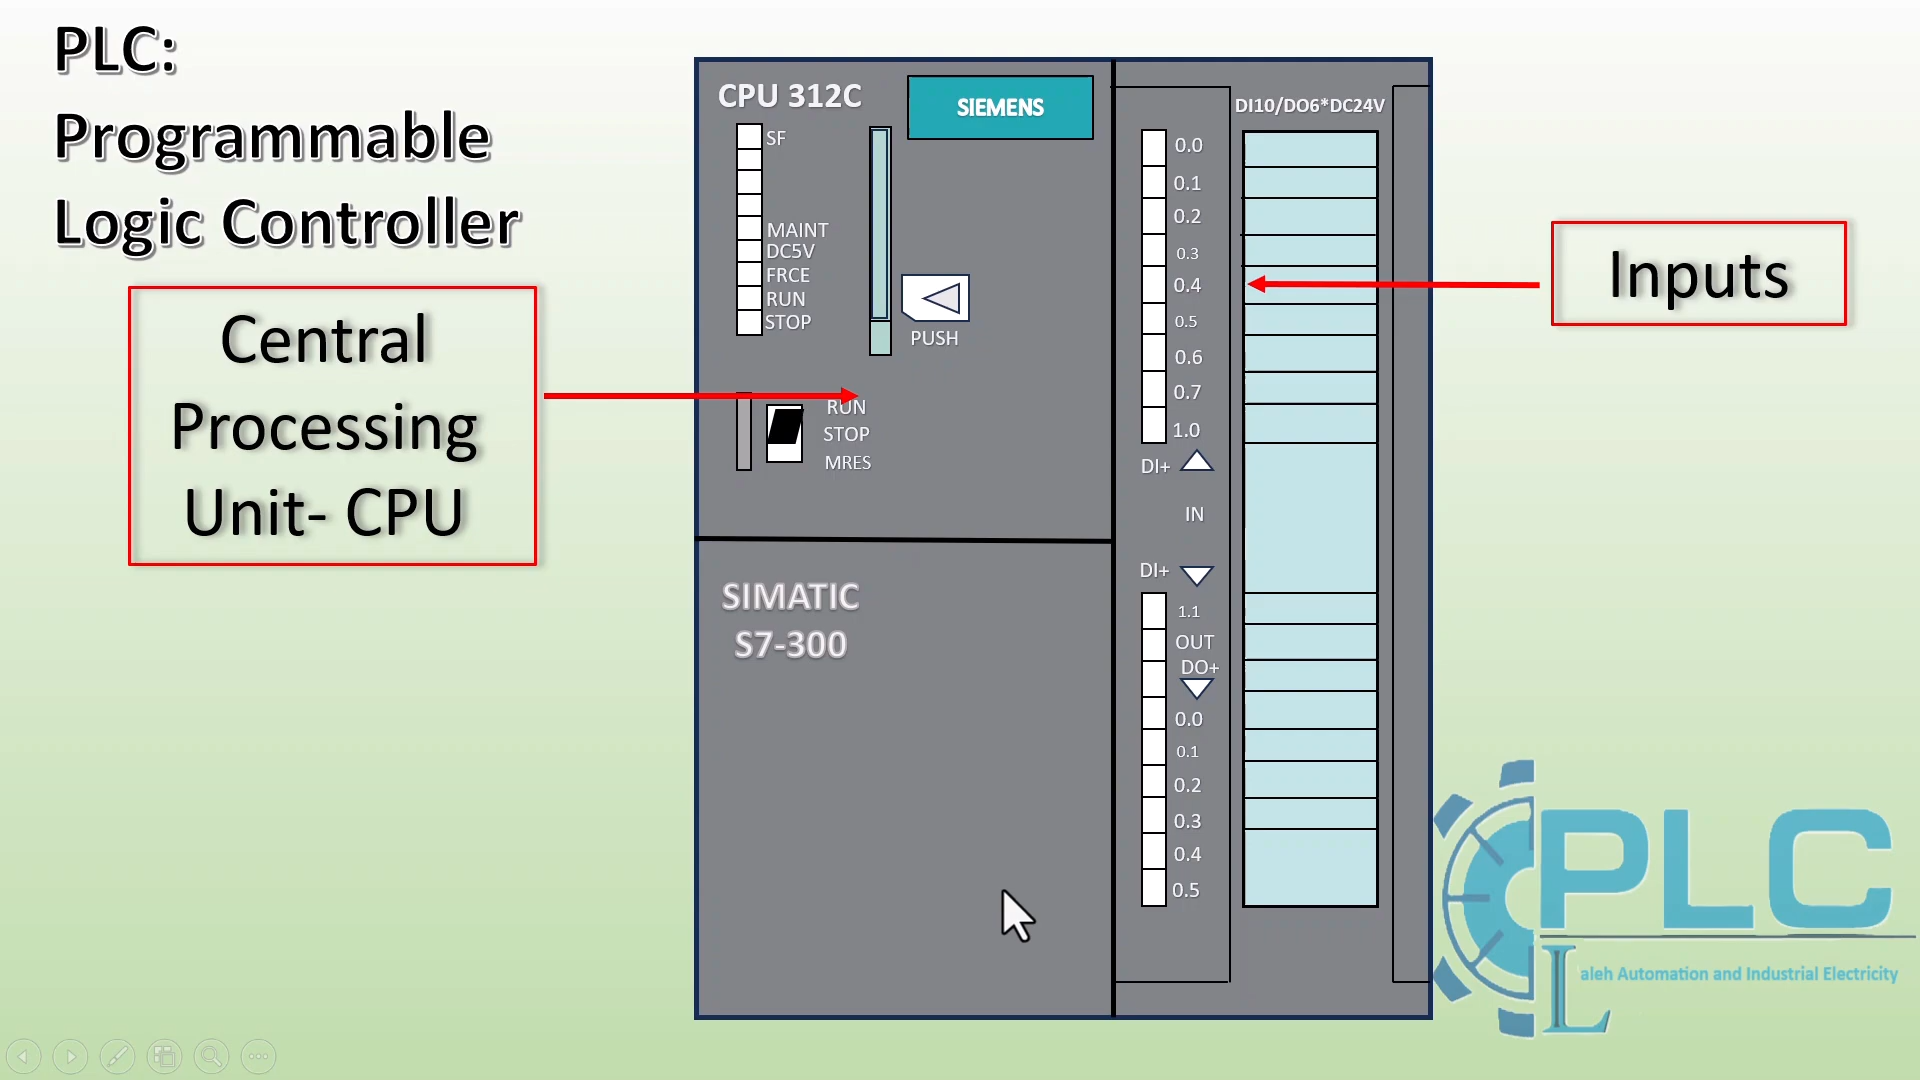 PLC:
Programmable
Logic Controller
Central
Processing
Unit- CPU
CPU 312C
SIEMENS
SF
MAINT
DC5V
FRCE
RUN
STOP
PUSH
RUN
STOP
MRES
SIMATIC
S7-300
DI10/DO6*DC24V
0.0
0.1
0.2
0.3
0.4
0.5
0.6
0.7
1.0
DI+
IN
DI+
1.1
OUT
DO+
0.0
0.1
0.2
0.3
0.4
0.5
Inputs
PLC
Laleh Automation and Industrial Electricity